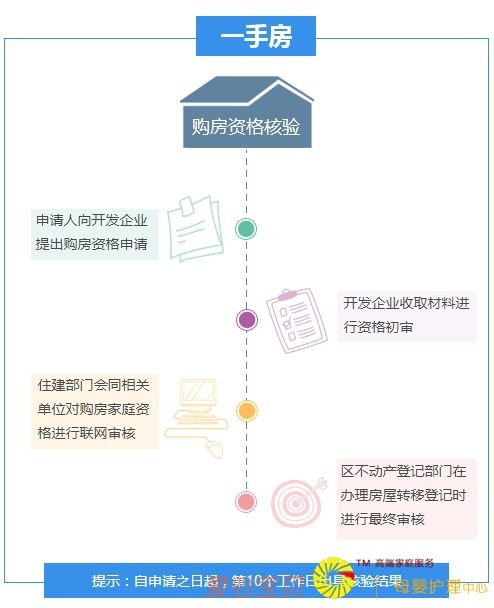 一手房
购房资格核验
申请人向开发企业
提出购房资格申请
开发企业收取材料进
行资格初审
住建部门会同相关
单位对购房家庭资
格进行联网审核
区不动产登记部门在
办理房屋转移登记时
进行最终审核
TM 高端家庭服务
提示：自申请之日起，第10个工作日出具核验结果
母婴护理中心